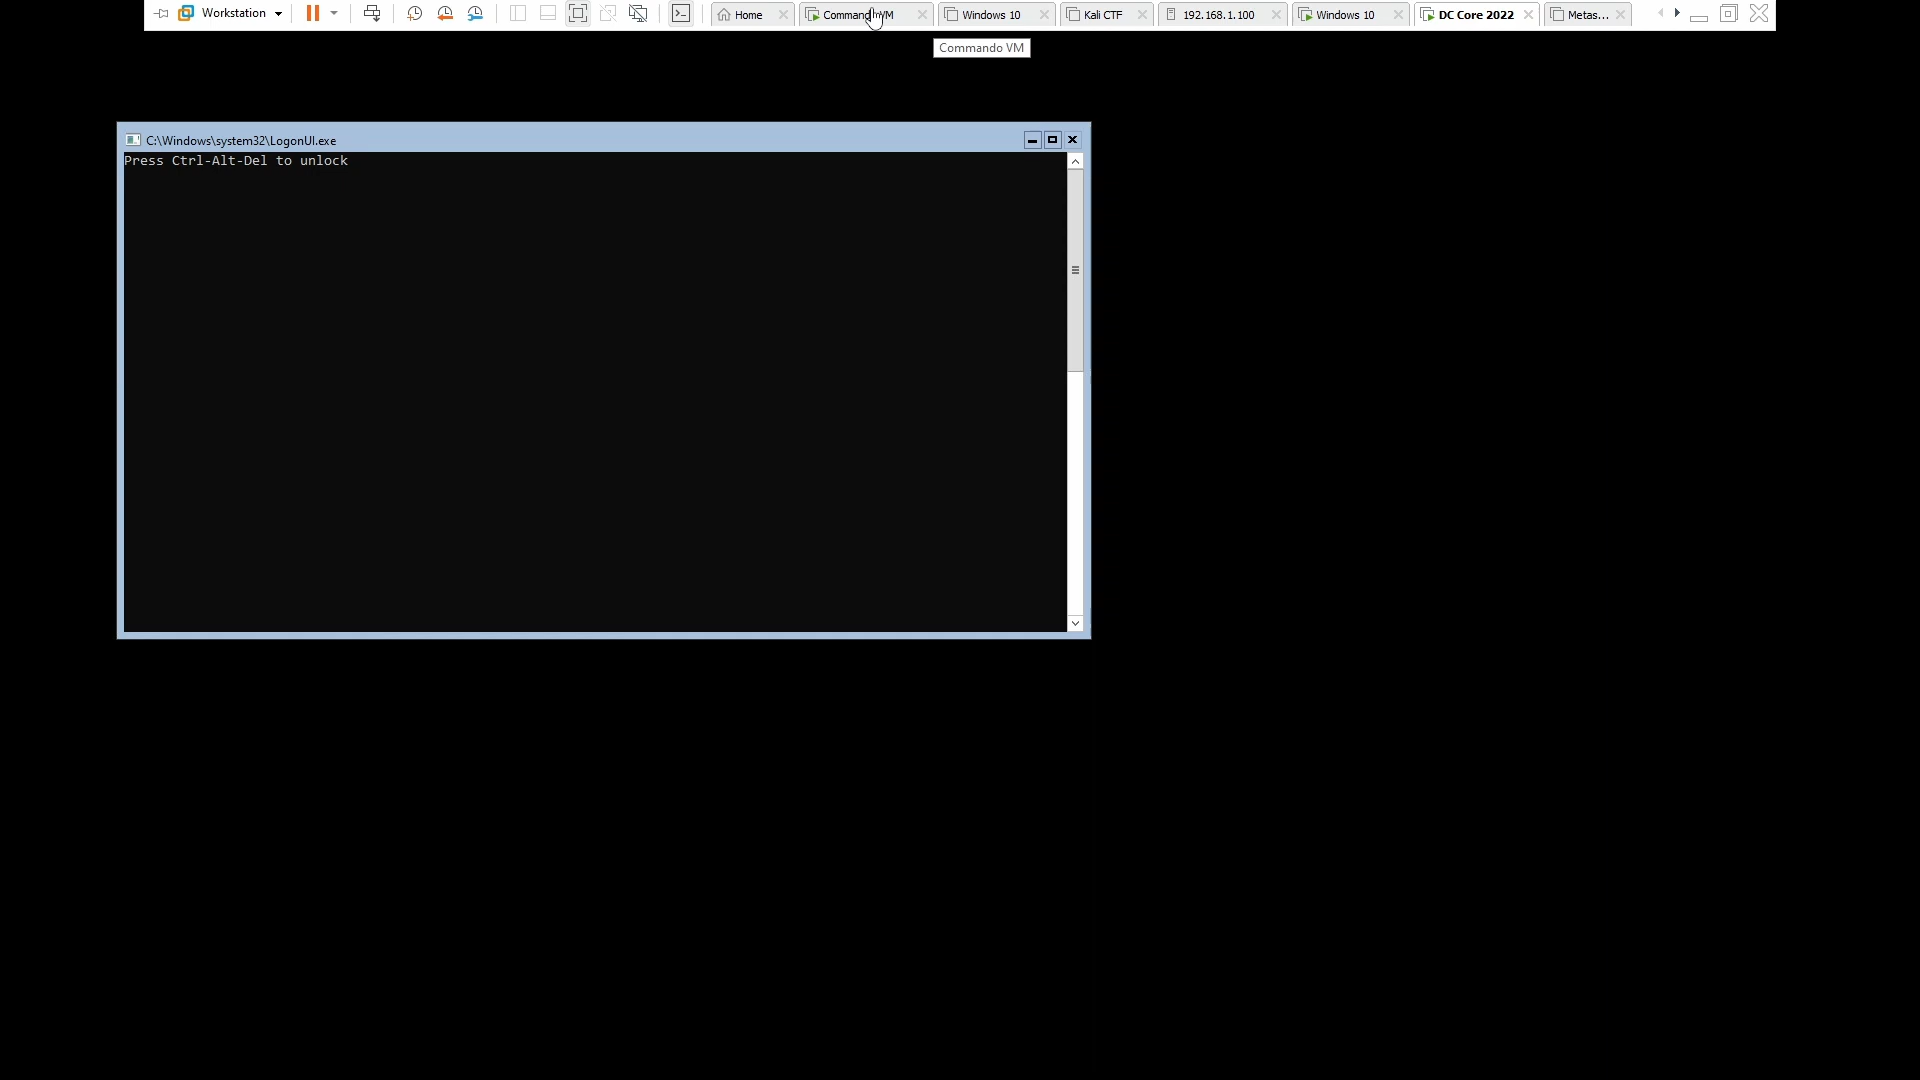 Workstation
Home
Commando VM
Windows 10
Kali CTF
192.168.1.100
Windows 10
DC Core 2022
Metas...
Commando VM
C:\Windows\system32\LogonUI.exe
Press Ctrl-Alt-Del to unlock